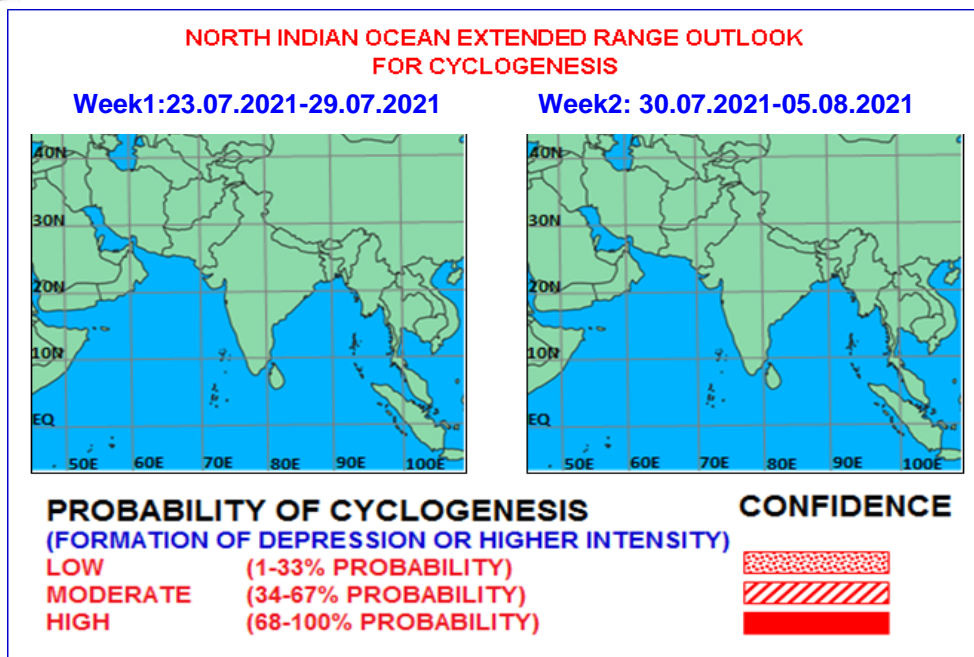 NORTH INDIAN OCEAN EXTENDED RANGE OUTLOOK
FOR CYCLOGENESIS
Week1:23.07.2021-29.07.2021
Week2: 30.07.2021-05.08.2021
40N
30N
20N
10N
EQ
50E 60E 70E 80E 90E 100E
40N
30N
20N
10N
EQ
50E 60E 70E 80E 90E 100E
PROBABILITY OF CYCLOGENESIS
CONFIDENCE
(FORMATION OF DEPRESSION OR HIGHER INTENSITY)
LOW (1-33% PROBABILITY)
MODERATE (34-67% PROBABILITY)
HIGH (68-100% PROBABILITY)